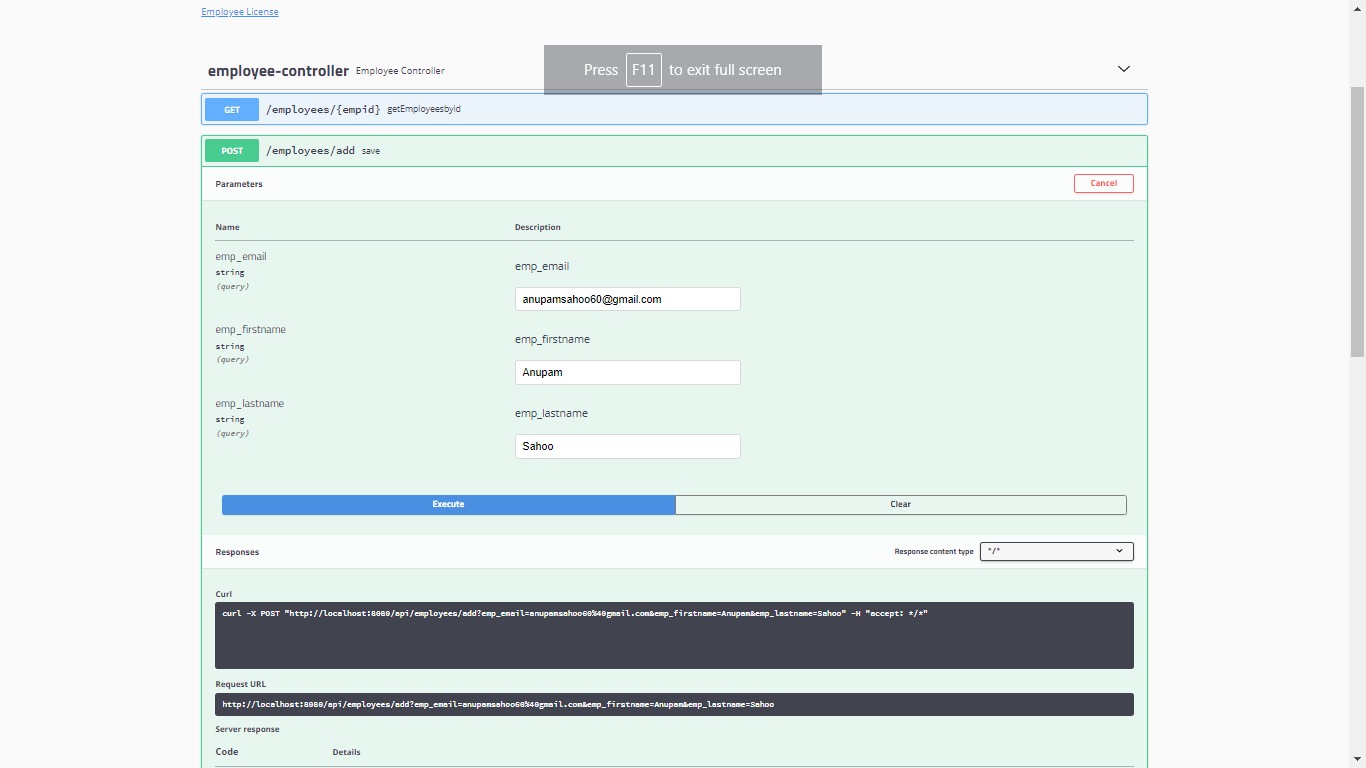 Employee License
employee-controller Employee Controller
Press F11 to exit full screen
GET /employees/{empid} getEmployeesbyid
POST /employees/add save
Parameters Cancel
Name Description
emp_email
string
(query)
emp_email
anupamsahoo60@gmail.com
emp_firstname
string
(query)
emp_firstname
Anupam
emp_lastname
string
(query)
emp_lastname
Sahoo
Execute Clear
Responses Response content type */*
Curl
curl -X POST "http://localhost:8080/api/employees/add?emp_email=anupamsahoo60%40gmail.com&emp_firstname=Anupam&emp_lastname=Sahoo" -H "accept: */*"
Request URL
http://localhost:8080/api/employees/add?emp_email=anupamsahoo60%40gmail.com&emp_firstname=Anupam&emp_lastname=Sahoo
Server response
Code Details